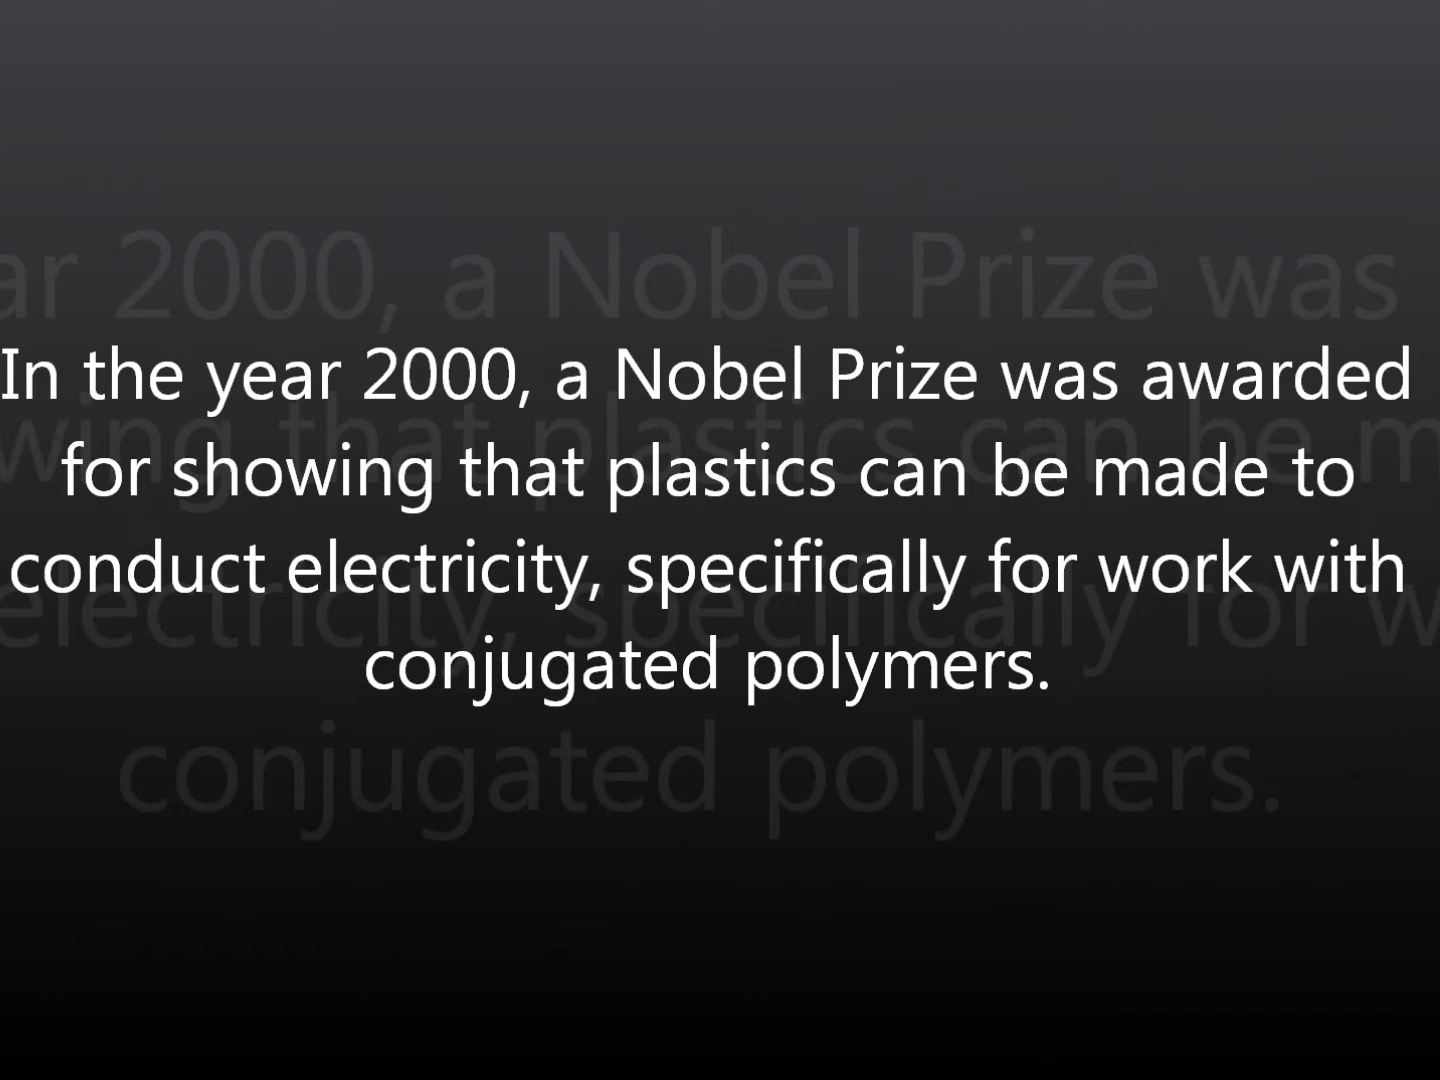 In the year 2000, a Nobel Prize was awarded
for showing that plastics can be made to
conduct electricity, specifically for work with
conjugated polymers.